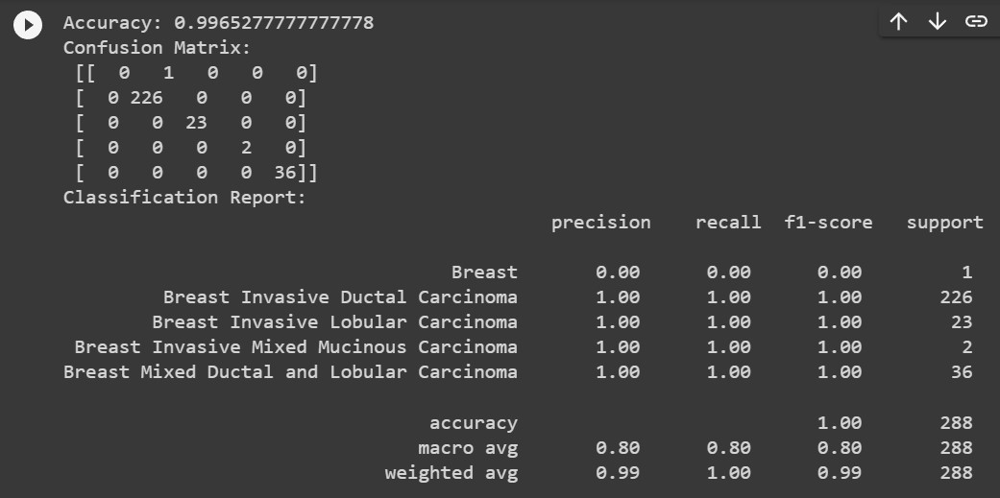 Accuracy: 0.9965277777777778
Confusion Matrix:
 [[  0   1   0   0   0]
 [  0 226   0   0   0]
 [  0   0  23   0   0]
 [  0   0   0   2   0]
 [  0   0   0   0  36]]
Classification Report:
precision    recall  f1-score   support
Breast       0.00      0.00      0.00         1
Breast Invasive Ductal Carcinoma       1.00      1.00      1.00       226
Breast Invasive Lobular Carcinoma       1.00      1.00      1.00        23
Breast Invasive Mixed Mucinous Carcinoma       1.00      1.00      1.00         2
Breast Mixed Ductal and Lobular Carcinoma       1.00      1.00      1.00        36
accuracy                           1.00       288
macro avg       0.80      0.80      0.80       288
weighted avg       0.99      1.00      0.99       288